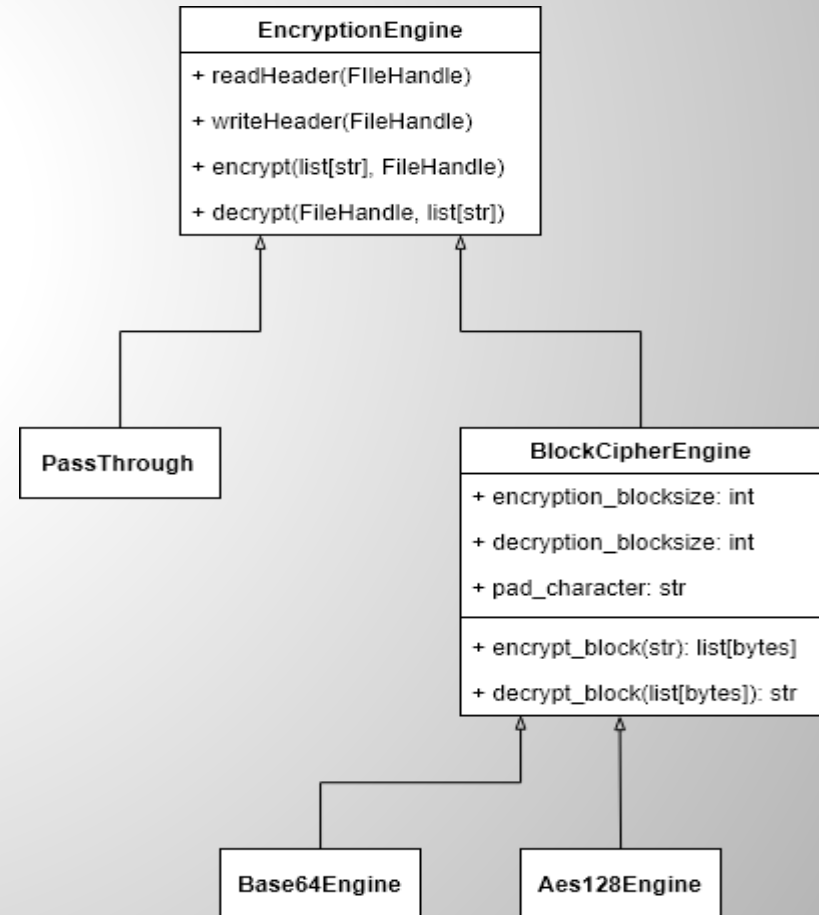 EncryptionEngine
+ readHeader(FIleHandle)
+ writeHeader(FileHandle)
+ encrypt(list[str], FileHandle)
+ decrypt(FileHandle, list[str])
PassThrough
BlockCipherEngine
+ encryption_blocksize: int
+ decryption_blocksize: int
+ pad_character: str
+ encrypt_block(str): list[bytes]
+ decrypt_block(list[bytes]): str
Base64Engine
Aes128Engine